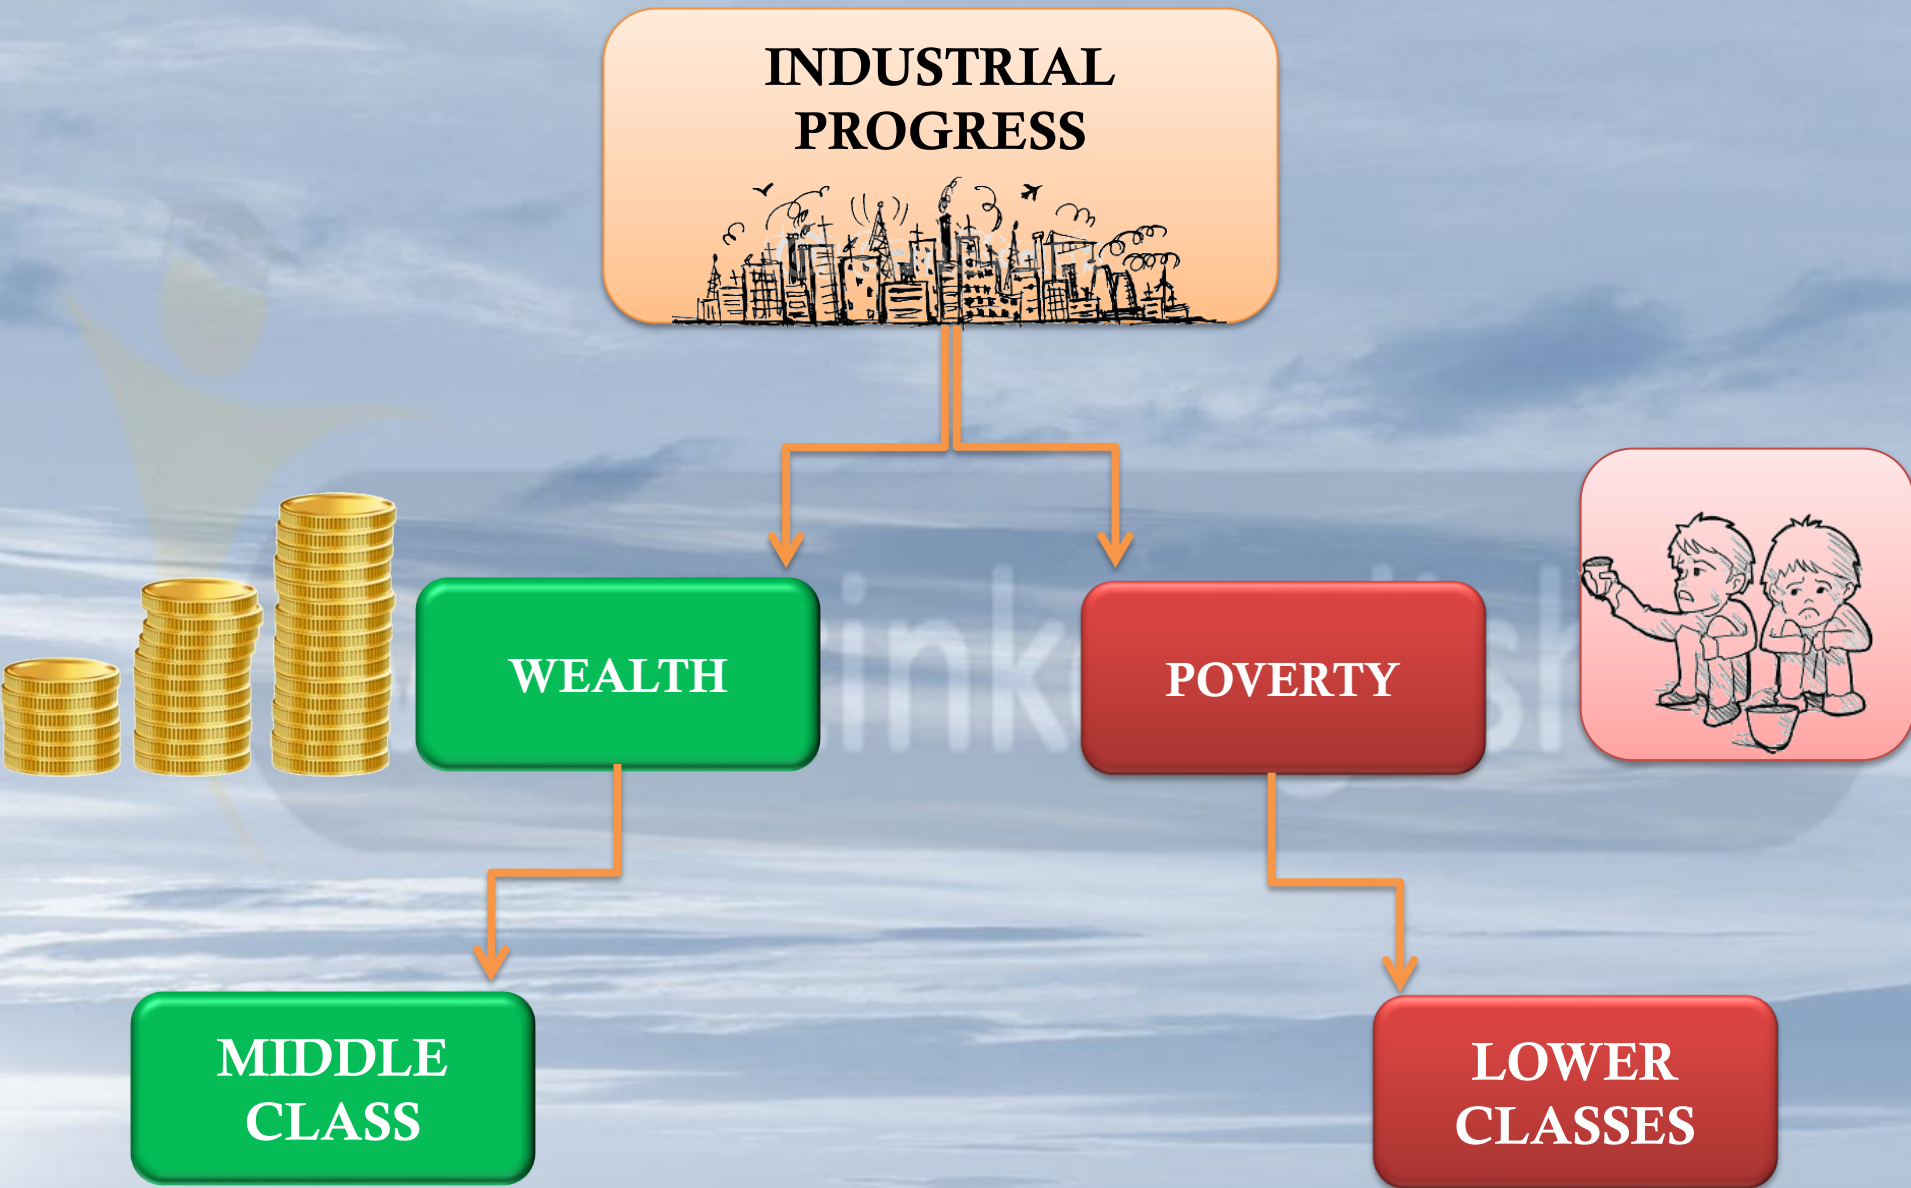 INDUSTRIAL
PROGRESS
WEALTH
POVERTY
MIDDLE
CLASS
LOWER
CLASSES